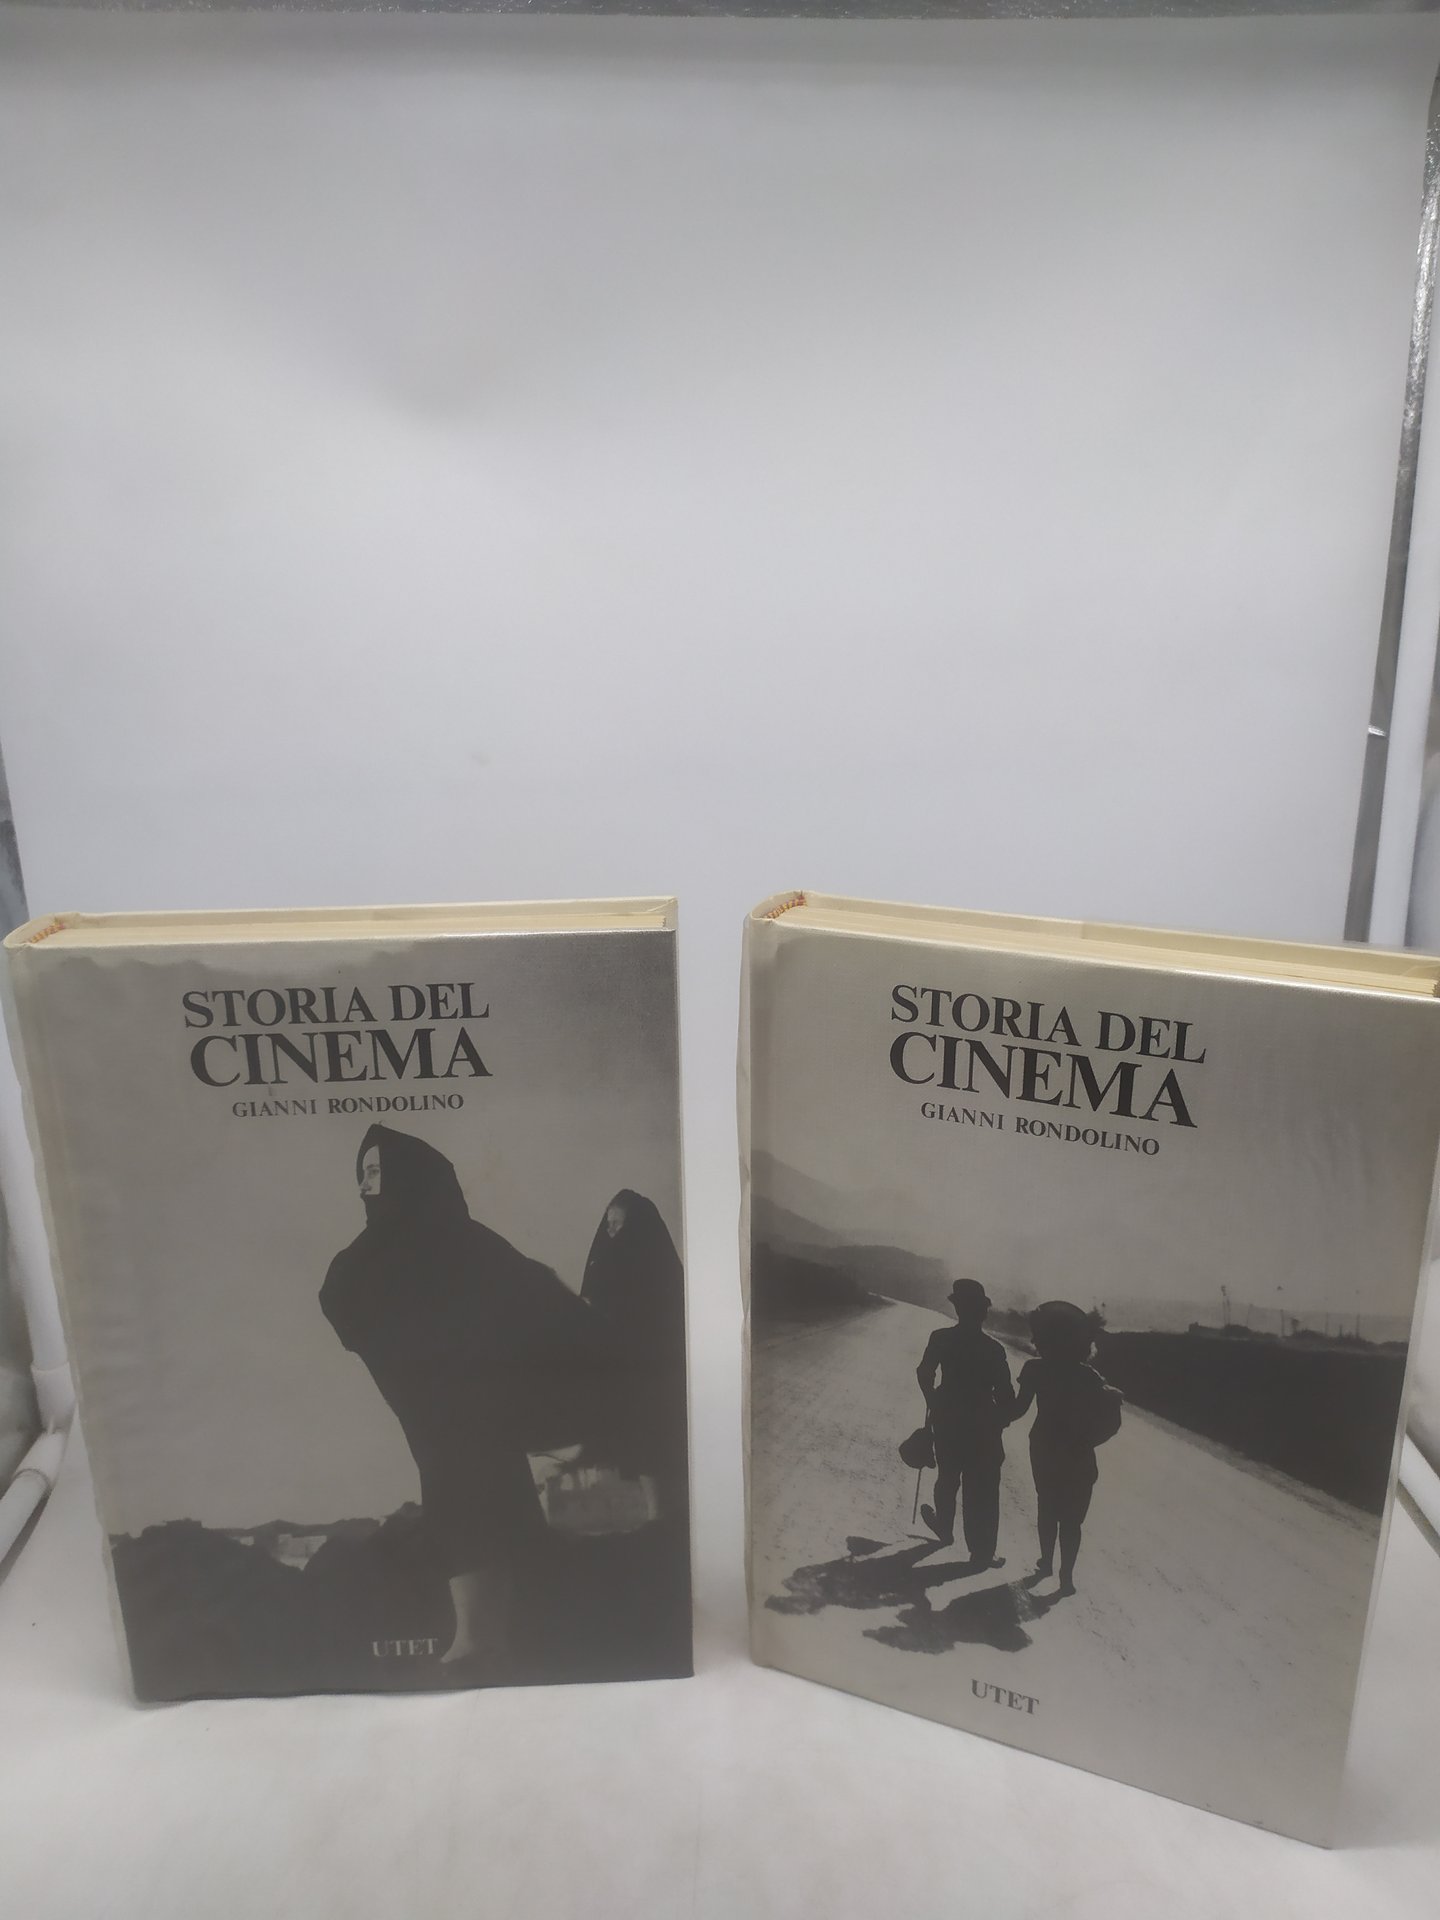 STORIA DEL
CINEMA
GIANNI RONDOLINO
UTET
STORIA DEL
CINEMA
GIANNI RONDOLINO
UTET